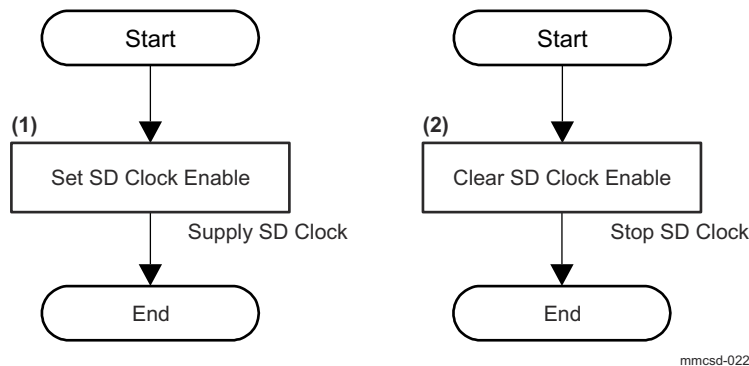 Start
(1)
Set SD Clock Enable
Supply SD Clock
End
Start
(2)
Clear SD Clock Enable
Stop SD Clock
End
mmcsd-022